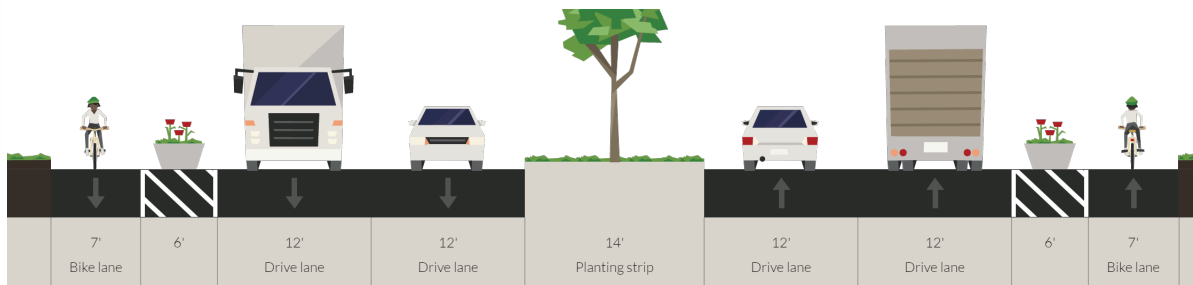 7'
Bike lane
6'
12'
Drive lane
12'
Drive lane
14'
Planting strip
12'
Drive lane
12'
Drive lane
6'
7'
Bike lane